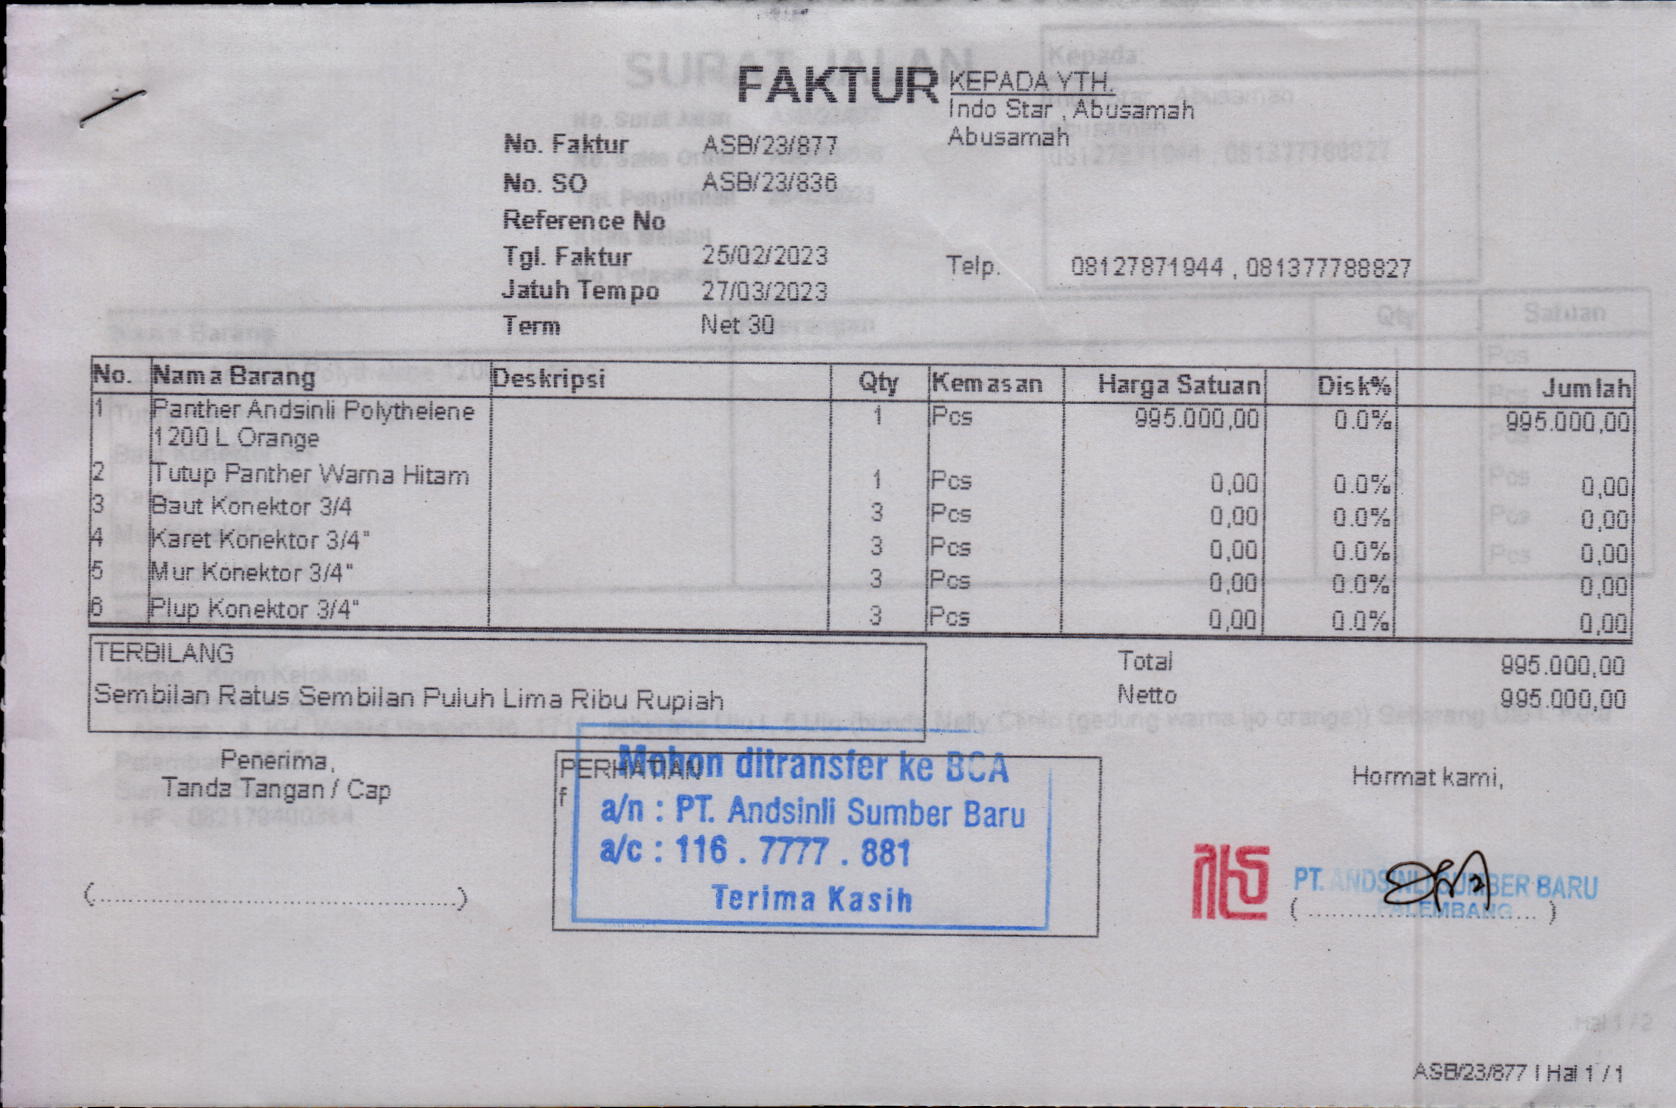 FAKTUR
KEPADA YTH.
Indo Star , Abusamah
Abusamah
No. Faktur ASB/23/877
No. SO ASB/23/836
Reference No
Tgl. Faktur 25/02/2023
Jatuh Tempo 27/03/2023
Term Net 30
Telp. 08127871944 , 081377788827
No. Nama Barang Deskripsi Qty Kemasan Harga Satuan Disk% Jumlah
1 Panther Andsinli Polythelene 1 Pcs 995.000,00 0.0% 995.000,00
1200 L Orange
2 Tutup Panther Warna Hitam 1 Pcs 0,00 0.0% 0,00
3 Baut Konektor 3/4 3 Pcs 0,00 0.0% 0,00
4 Karet Konektor 3/4" 3 Pcs 0,00 0.0% 0,00
5 Mur Konektor 3/4" 3 Pcs 0,00 0.0% 0,00
6 Plup Konektor 3/4" 3 Pcs 0,00 0.0% 0,00
TERBILANG
Sembilan Ratus Sembilan Puluh Lima Ribu Rupiah
Total 995.000,00
Netto 995.000,00
Penerima,
Tanda Tangan / Cap
(..................................................)
PERHATIAN
f
Mohon ditransfer ke BCA
a/n : PT. Andsinli Sumber Baru
a/c : 116 . 7777 . 881
Terima Kasih
Hormat kami,
PT. ANDSINLI SUMBER BARU
PALEMBANG
ASB/23/877 | Hal 1 / 1